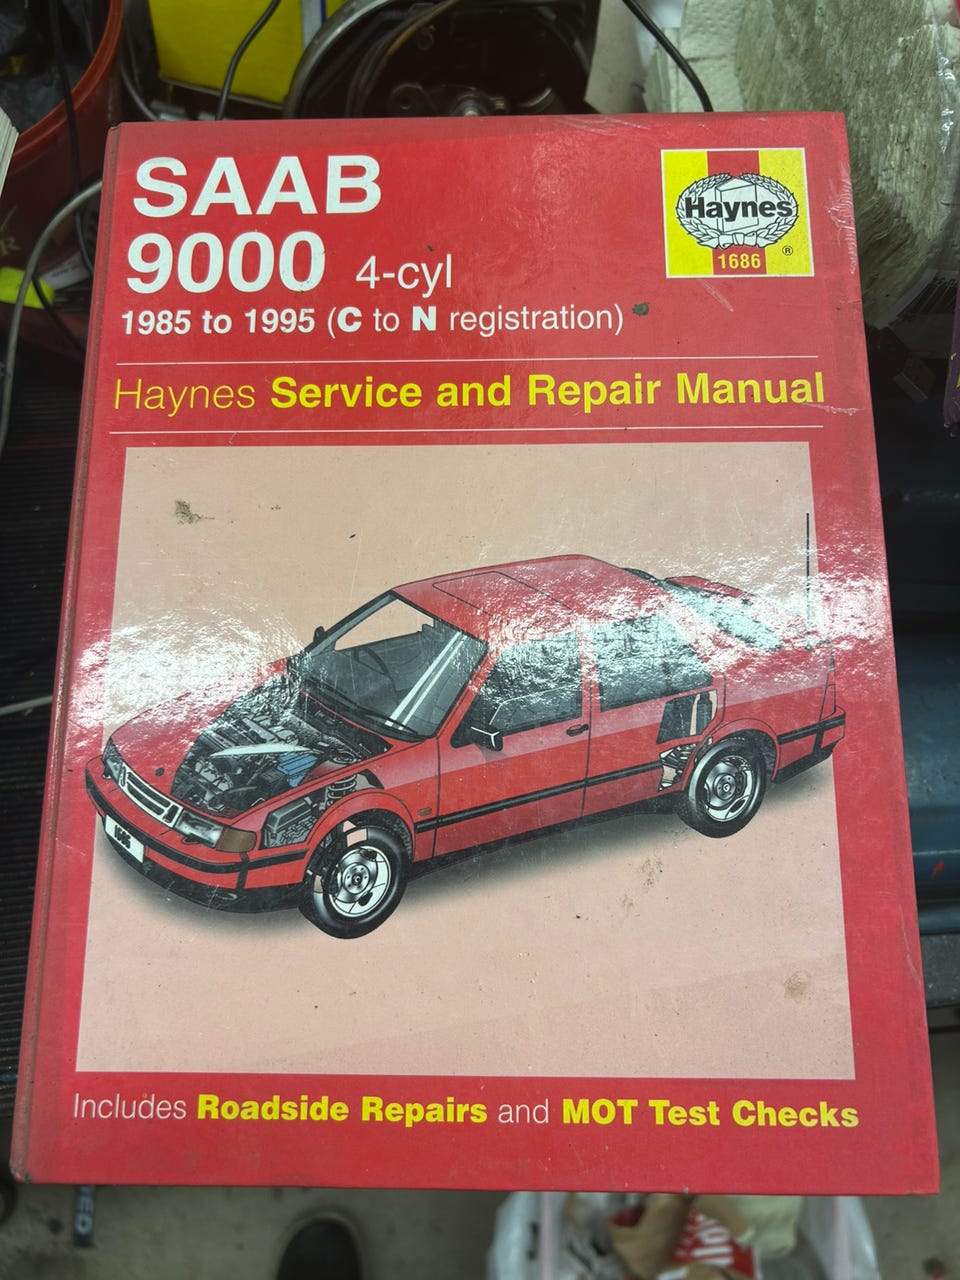 SAAB
9000 4-cyl
1985 to 1995 (C to N registration)
Haynes
1686
®
Haynes Service and Repair Manual
1686
Includes Roadside Repairs and MOT Test Checks